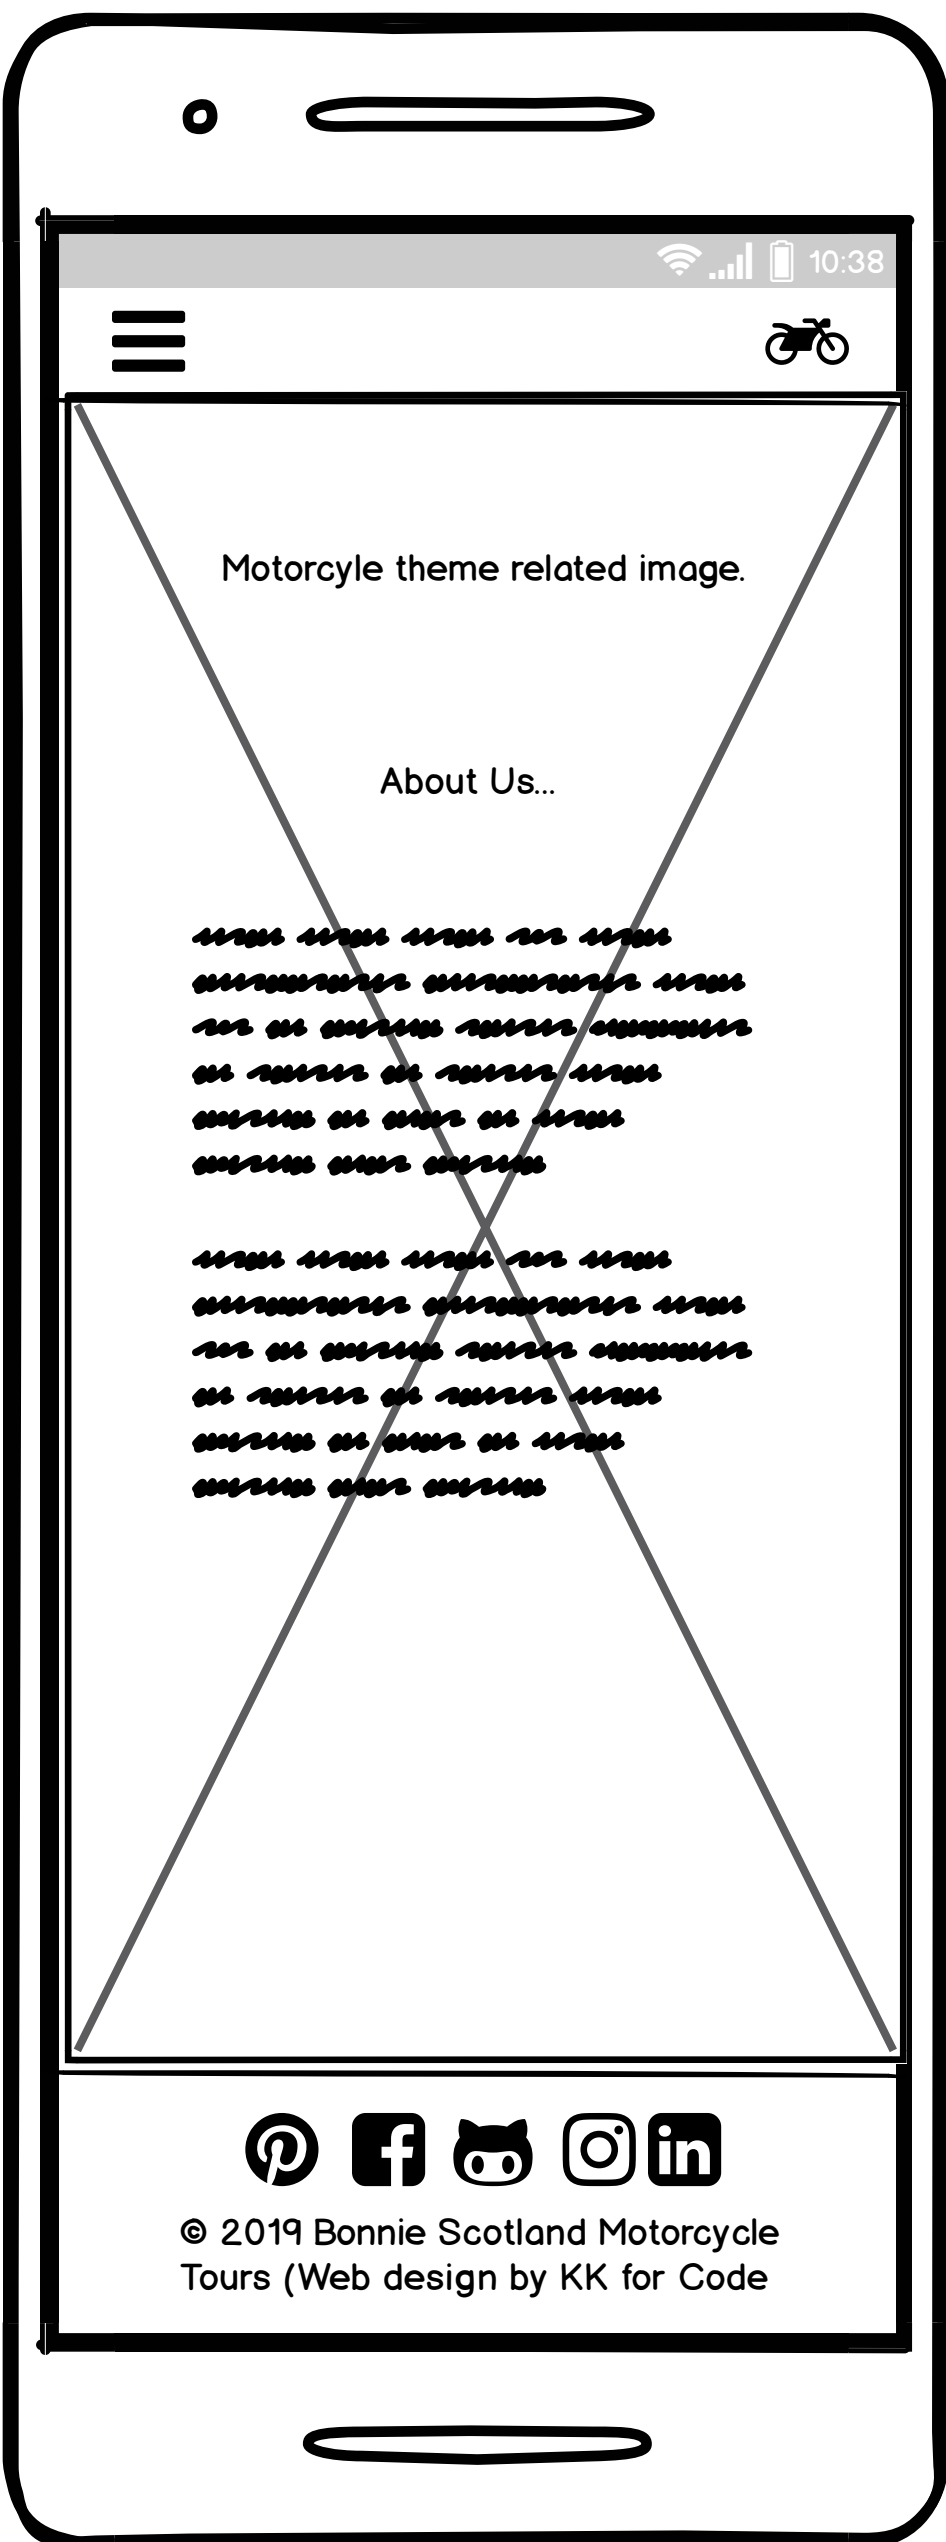 10:38
Motorcyle theme related image.
About Us...
© 2019 Bonnie Scotland Motorcycle
Tours (Web design by KK for Code